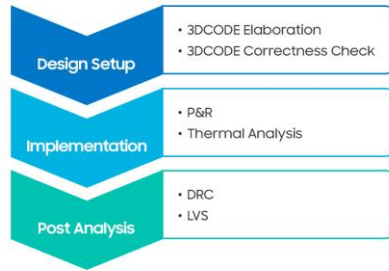 Design Setup
• 3DCODE Elaboration
• 3DCODE Correctness Check
Implementation
• P&R
• Thermal Analysis
Post Analysis
• DRC
• LVS